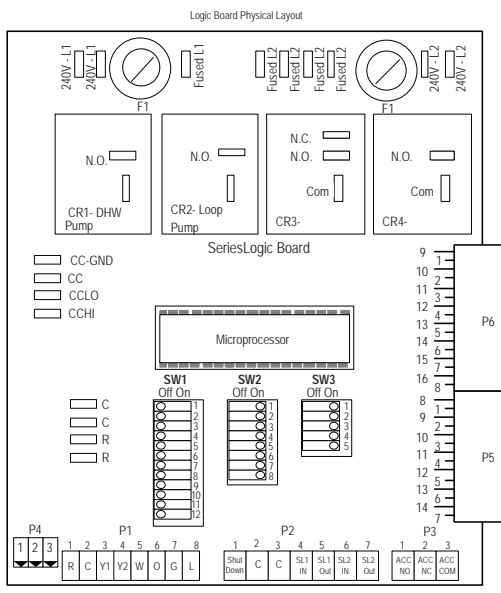 Logic Board Physical Layout
240V - L1
240V - L1
Fused L1
Fused L2
Fused L2
Fused L2
Fused L2
240V - L2
240V - L2
F1
F1
N.O.
CR1- DHW
Pump
N.O.
CR2- Loop
Pump
N.C.
N.O.
Com
CR3-
N.O.
Com
CR4-
SeriesLogic Board
CC-GND
CC
CCLO
CCHI
Microprocessor
9
1
10
2
11
3
12
4
13
5
14
6
15
7
16
8
P6
8
1
9
2
10
3
11
4
12
5
13
6
14
7
P5
C
C
R
R
SW1
Off On
1
2
3
4
5
6
7
8
9
10
11
12
SW2
Off On
1
2
3
4
5
6
7
8
SW3
Off On
1
2
3
4
5
P4
1 2 3
P1
1 2 3 4 5 6 7 8
R C Y1 Y2 W O G L
P2
1 2 3 4 5 6 7
Shut Down C C SL1 IN SL1 Out SL2 IN SL2 Out
P3
1 2 3
ACC NO ACC NC ACC COM